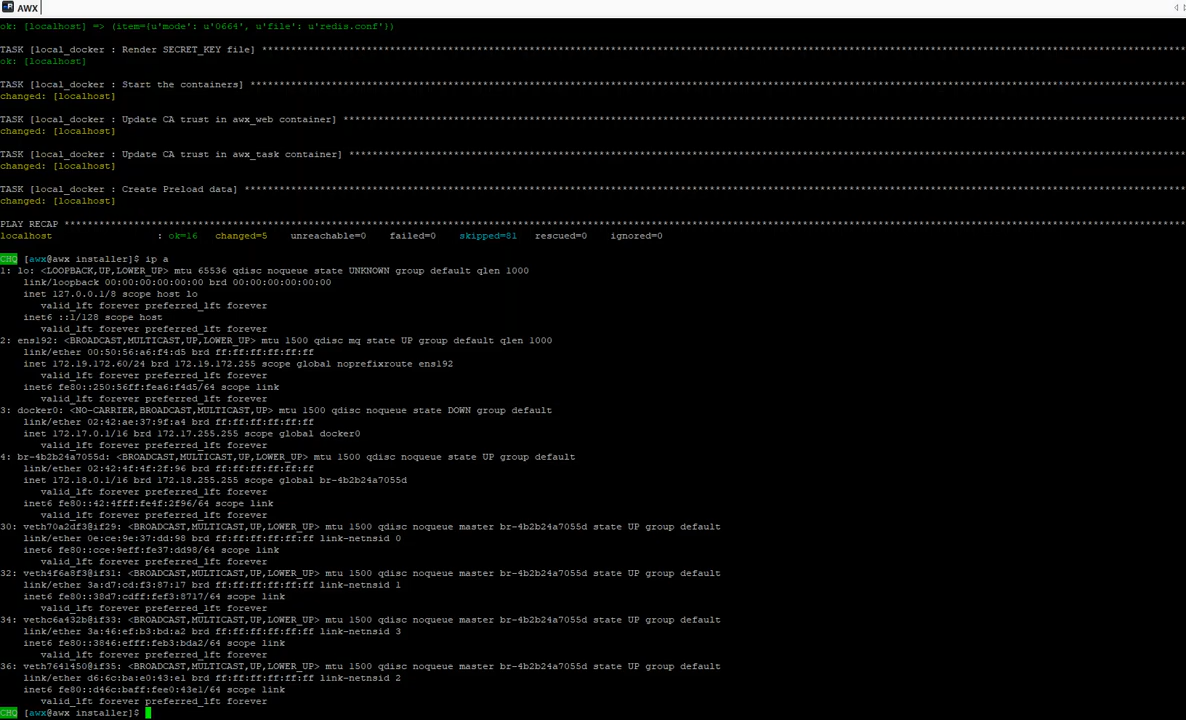 AWX
ok: [localhost] => (item={u'mode': u'0664', u'file': u'redis.conf'})
TASK [local_docker : Render SECRET_KEY file] ****************************************************************************************************************************************************************
ok: [localhost]
TASK [local_docker : Start the containers] ******************************************************************************************************************************************************************
changed: [localhost]
TASK [local_docker : Update CA trust in awx_web container] **************************************************************************************************************************************************
changed: [localhost]
TASK [local_docker : Update CA trust in awx_task container] *************************************************************************************************************************************************
changed: [localhost]
TASK [local_docker : Create Preload data] *******************************************************************************************************************************************************************
changed: [localhost]
PLAY RECAP **************************************************************************************************************************************************************************************************
localhost                  : ok=16   changed=5    unreachable=0    failed=0    skipped=81   rescued=0    ignored=0
CHQ [awx@awx installer]$ ip a
1: lo: <LOOPBACK,UP,LOWER_UP> mtu 65536 qdisc noqueue state UNKNOWN group default qlen 1000
link/loopback 00:00:00:00:00:00 brd 00:00:00:00:00:00
inet 127.0.0.1/8 scope host lo
valid_lft forever preferred_lft forever
inet6 ::1/128 scope host
valid_lft forever preferred_lft forever
2: ens192: <BROADCAST,MULTICAST,UP,LOWER_UP> mtu 1500 qdisc mq state UP group default qlen 1000
link/ether 00:50:56:a6:f4:d5 brd ff:ff:ff:ff:ff:ff
inet 172.19.172.60/24 brd 172.19.172.255 scope global noprefixroute ens192
valid_lft forever preferred_lft forever
inet6 fe80::250:56ff:fea6:f4d5/64 scope link
valid_lft forever preferred_lft forever
3: docker0: <NO-CARRIER,BROADCAST,MULTICAST,UP> mtu 1500 qdisc noqueue state DOWN group default
link/ether 02:42:ae:37:9f:a4 brd ff:ff:ff:ff:ff:ff
inet 172.17.0.1/16 brd 172.17.255.255 scope global docker0
valid_lft forever preferred_lft forever
4: br-4b2b24a7055d: <BROADCAST,MULTICAST,UP,LOWER_UP> mtu 1500 qdisc noqueue state UP group default
link/ether 02:42:4f:4f:2f:96 brd ff:ff:ff:ff:ff:ff
inet 172.18.0.1/16 brd 172.18.255.255 scope global br-4b2b24a7055d
valid_lft forever preferred_lft forever
inet6 fe80::42:4fff:fe4f:2f96/64 scope link
valid_lft forever preferred_lft forever
30: veth70a2df3@if29: <BROADCAST,MULTICAST,UP,LOWER_UP> mtu 1500 qdisc noqueue master br-4b2b24a7055d state UP group default
link/ether 0e:ce:9e:37:dd:98 brd ff:ff:ff:ff:ff:ff link-netnsid 0
inet6 fe80::cce:9eff:fe37:dd98/64 scope link
valid_lft forever preferred_lft forever
32: veth4f6a8f3@if31: <BROADCAST,MULTICAST,UP,LOWER_UP> mtu 1500 qdisc noqueue master br-4b2b24a7055d state UP group default
link/ether 3a:d7:cd:f3:87:17 brd ff:ff:ff:ff:ff:ff link-netnsid 1
inet6 fe80::38d7:cdff:fef3:8717/64 scope link
valid_lft forever preferred_lft forever
34: vethc6a432b@if33: <BROADCAST,MULTICAST,UP,LOWER_UP> mtu 1500 qdisc noqueue master br-4b2b24a7055d state UP group default
link/ether 3a:46:ef:b3:bd:a2 brd ff:ff:ff:ff:ff:ff link-netnsid 3
inet6 fe80::3846:efff:feb3:bda2/64 scope link
valid_lft forever preferred_lft forever
36: veth7641450@if35: <BROADCAST,MULTICAST,UP,LOWER_UP> mtu 1500 qdisc noqueue master br-4b2b24a7055d state UP group default
link/ether d6:6c:ba:e0:43:e1 brd ff:ff:ff:ff:ff:ff link-netnsid 2
inet6 fe80::d46c:baff:fee0:43e1/64 scope link
valid_lft forever preferred_lft forever
CHQ [awx@awx installer]$